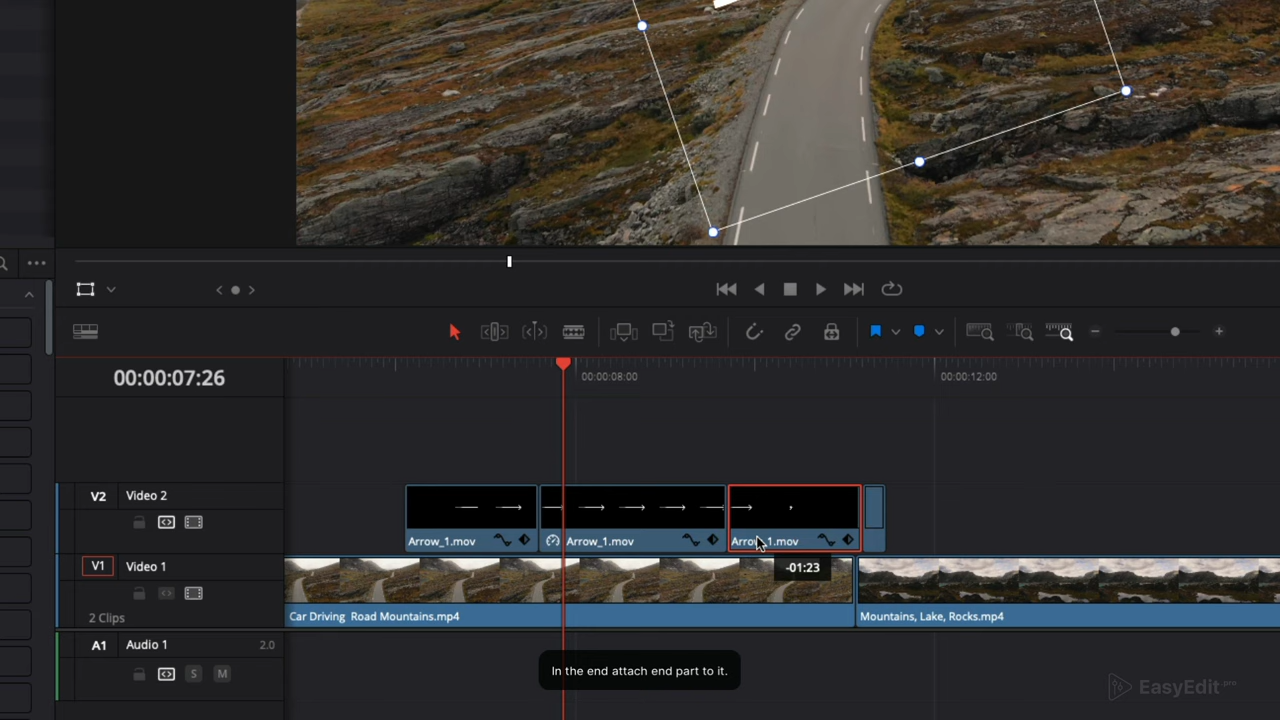 00:00:07:26
00:00:08:00
00:00:12:00
V2 Video 2
Arrow_1.mov
Arrow_1.mov
Arrow_1.mov
V1 Video 1
-01:23
2 Clips
Car Driving Road Mountains.mp4
Mountains, Lake, Rocks.mp4
A1 Audio 1 2.0
S M
In the end attach end part to it.
EasyEdit.pro